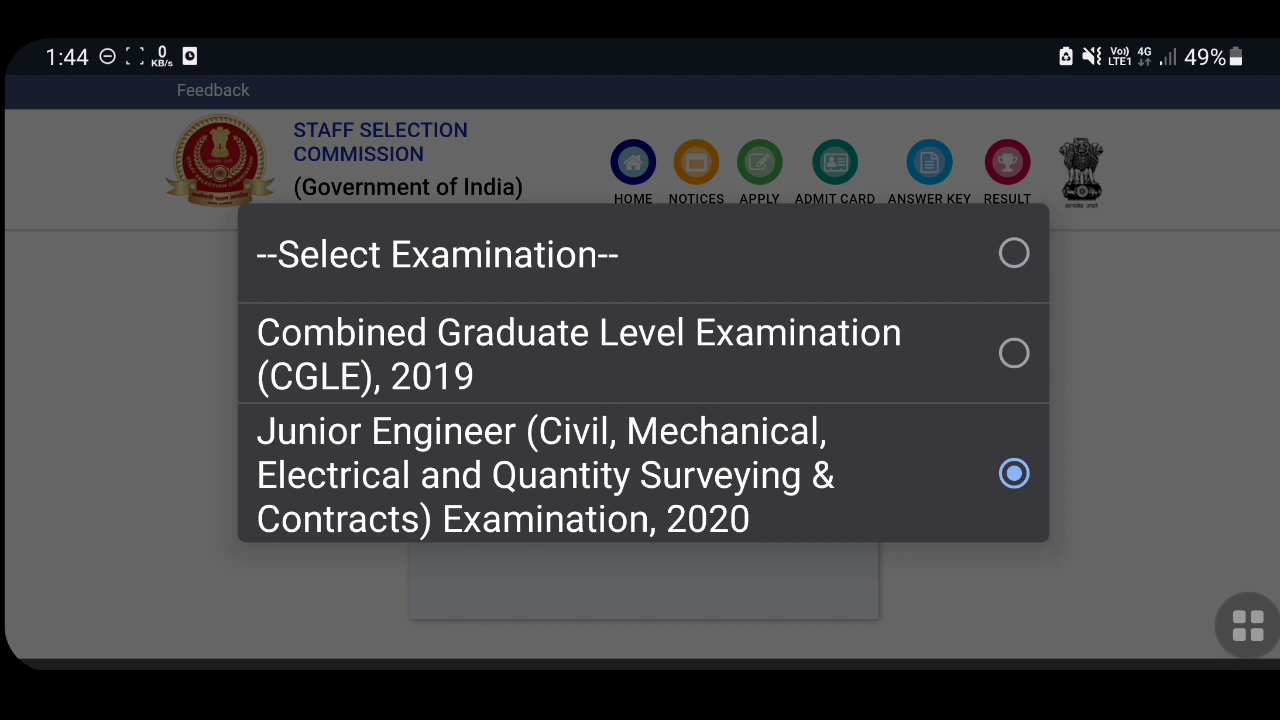 1:44 0 KB/s Vo)) LTE1 4G 49%
Feedback
STAFF SELECTION
COMMISSION
(Government of India)
HOME NOTICES APPLY ADMIT CARD ANSWER KEY RESULT
--Select Examination--
Combined Graduate Level Examination
(CGLE), 2019
Junior Engineer (Civil, Mechanical,
Electrical and Quantity Surveying &
Contracts) Examination, 2020